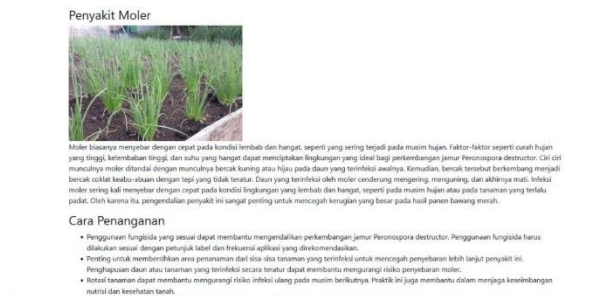 Penyakit Moler
Moler biasanya menyebar dengan cepat pada kondisi lembab dan hangat, seperti yang sering terjadi pada musim hujan. Faktor-faktor seperti curah hujan
yang tinggi, kelembaban tinggi, dan suhu yang hangat dapat menciptakan lingkungan yang ideal bagi perkembangan jamur Peronospora destructor. Ciri ciri
munculnya moler ditandai dengan munculnya bercak kuning atau hijau pada daun yang terinfeksi awalnya. Kemudian, bercak tersebut berkembang menjadi
bercak coklat keabu-abuan dengan tepi yang tidak teratur. Daun yang terinfeksi oleh moler cenderung mengering, menguning, dan akhirnya mati. Infeksi
moler sering kali menyebar dengan cepat pada kondisi lingkungan yang lembab dan hangat, seperti pada musim hujan atau pada tanaman yang terlalu
padat. Oleh karena itu, pengendalian penyakit ini sangat penting untuk mencegah kerugian yang besar pada hasil panen bawang merah.
Cara Penanganan
• Penggunaan fungisida yang sesuai dapat membantu mengendalikan perkembangan jamur Peronospora destructor. Penggunaan fungisida harus
dilakukan sesuai dengan petunjuk label dan frekuensi aplikasi yang direkomendasikan.
• Penting untuk membersihkan area penanaman dari sisa-sisa tanaman yang terinfeksi untuk mencegah penyebaran lebih lanjut penyakit ini.
Penghapusan daun atau tanaman yang terinfeksi secara teratur dapat membantu mengurangi risiko penyebaran moler.
• Rotasi tanaman dapat membantu mengurangi risiko infeksi ulang pada musim berikutnya. Praktik ini juga membantu dalam menjaga keseimbangan
nutrisi dan kesehatan tanah.